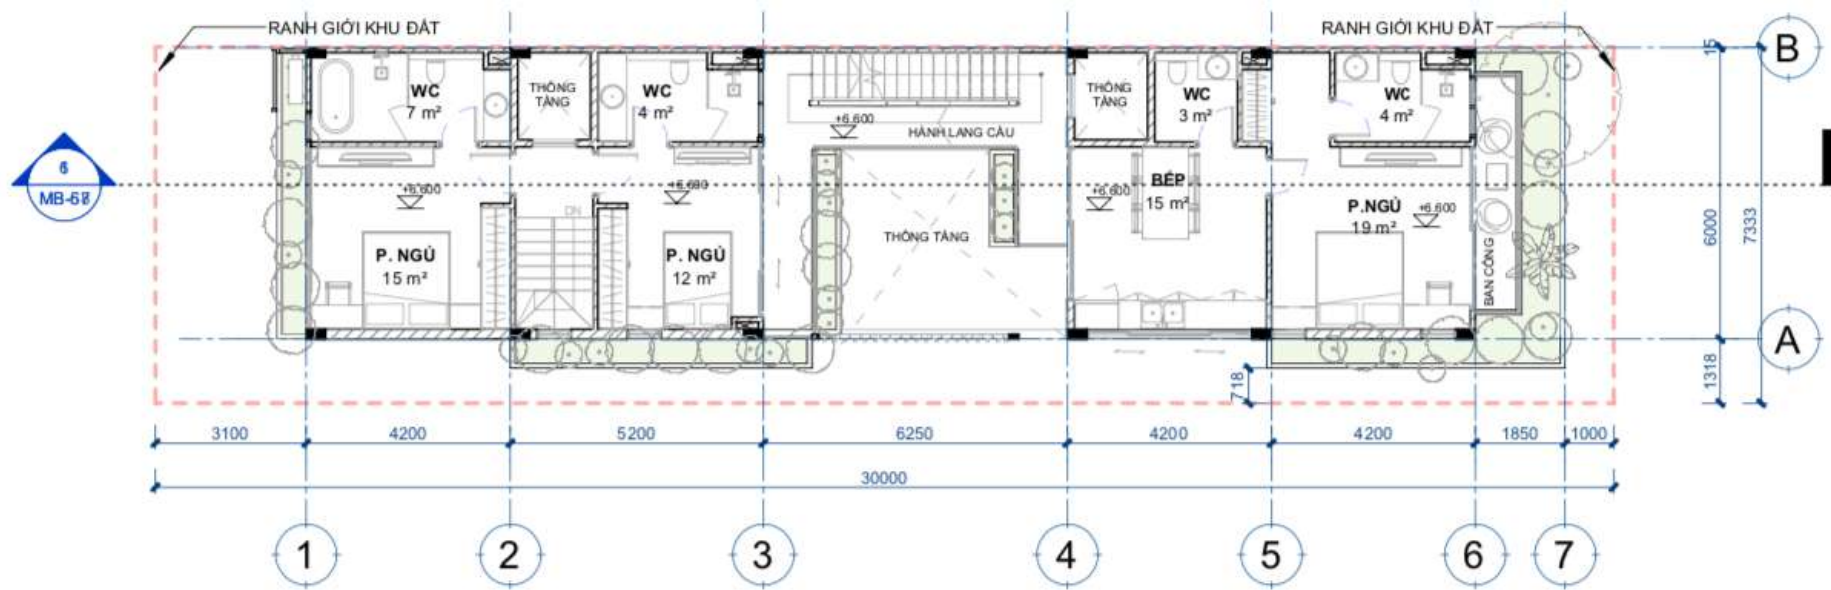 RANH GIỚI KHU ĐẤT
RANH GIỚI KHU ĐẤT
B
15
WC
7 m²
THÔNG
TẦNG
WC
4 m²
+6.600
HÀNH LANG CẦU
THÔNG
TẦNG
WC
3 m²
WC
4 m²
6
+6.600
+6.600
+6.600
BẾP
15 m²
P.NGỦ
19 m²
+6.600
DN
P. NGỦ
15 m²
P. NGỦ
12 m²
THÔNG TẦNG
BAN CÔNG
6000
7333
A
718
1318
3100
4200
5200
6250
4200
4200
1850
1000
30000
1
2
3
4
5
6
7